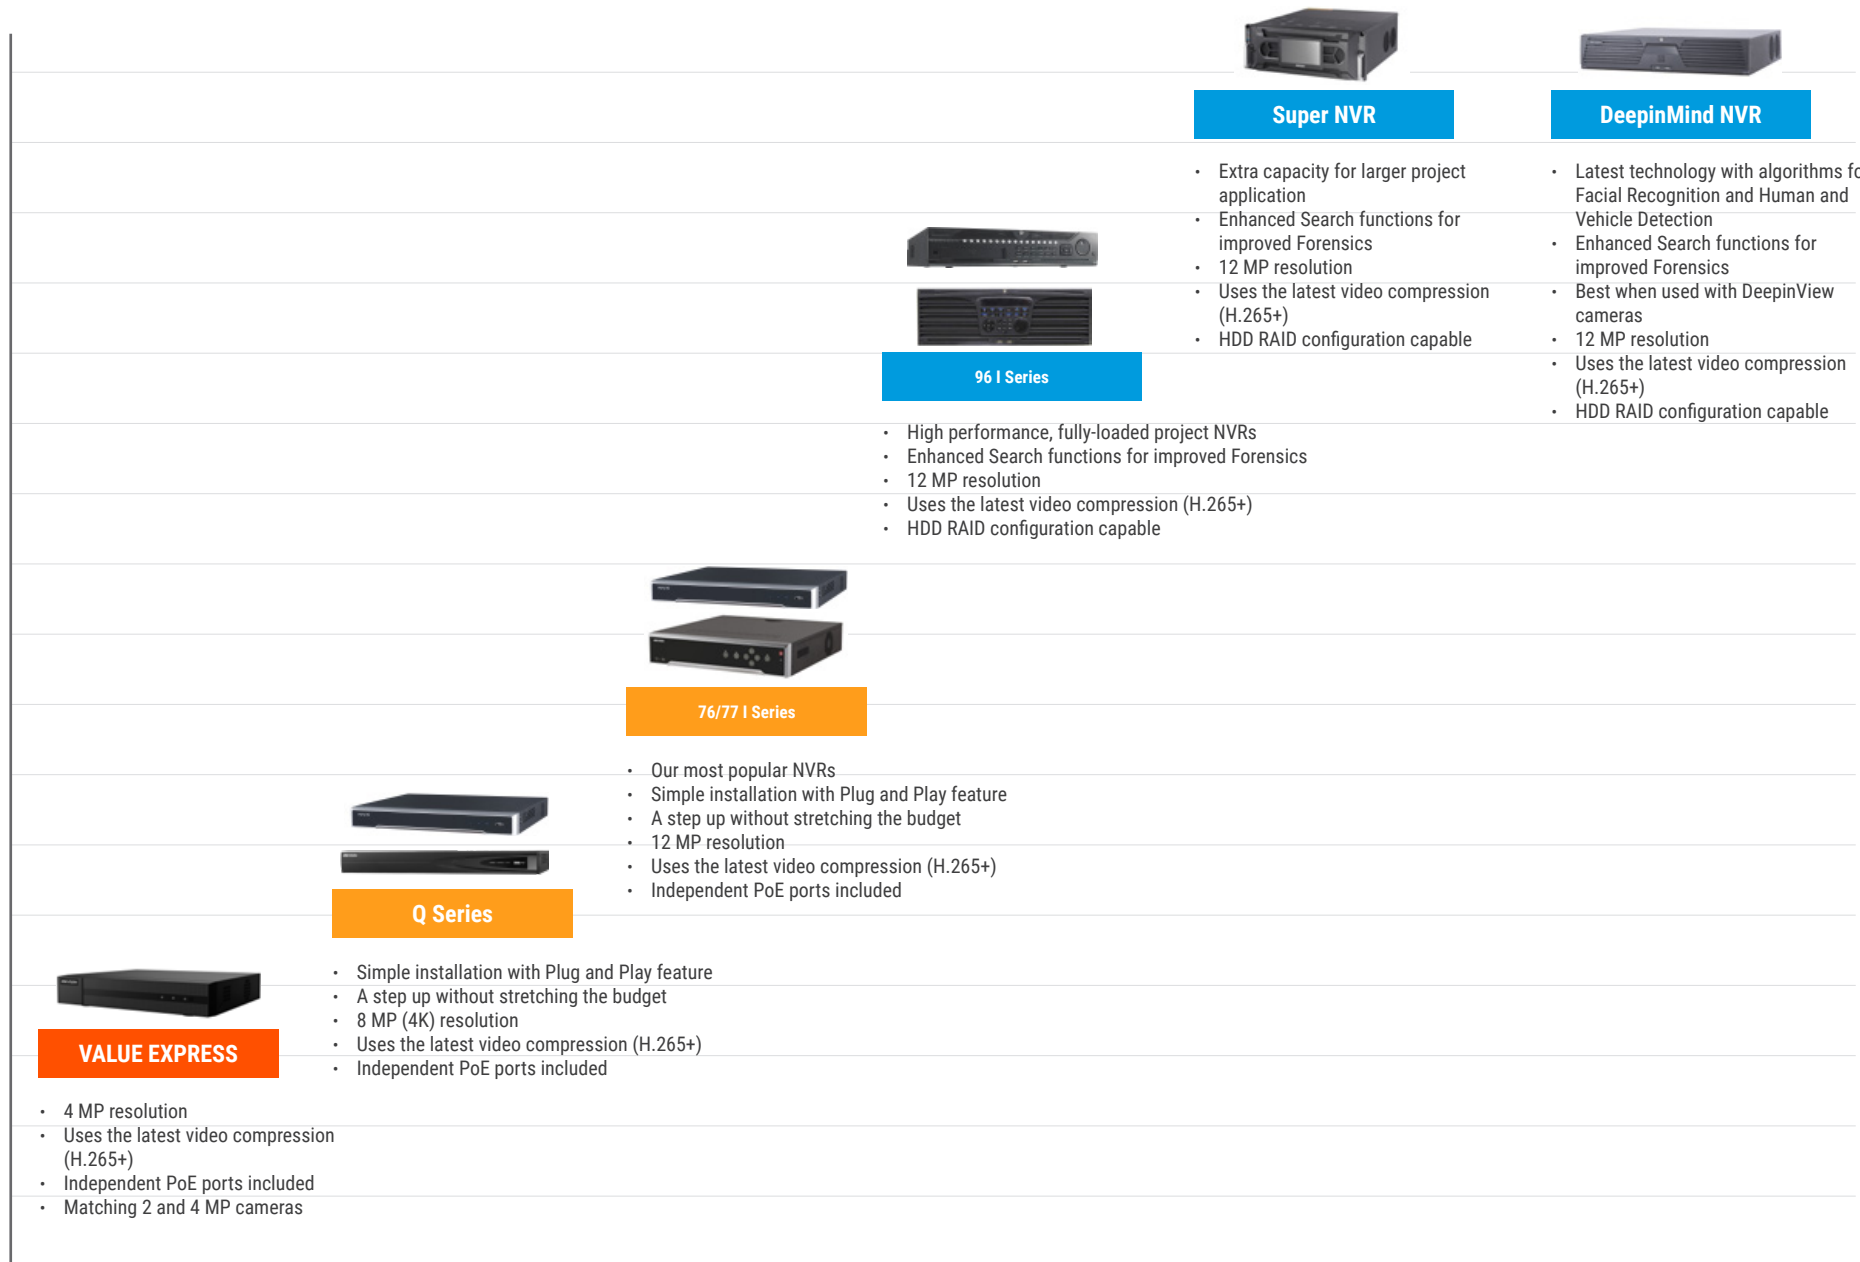 Super NVR
• Extra capacity for larger project
application
• Enhanced Search functions for
improved Forensics
• 12 MP resolution
• Uses the latest video compression
(H.265+)
• HDD RAID configuration capable
DeepinMind NVR
• Latest technology with algorithms fo
Facial Recognition and Human and
Vehicle Detection
• Enhanced Search functions for
improved Forensics
• Best when used with DeepinView
cameras
• 12 MP resolution
• Uses the latest video compression
(H.265+)
• HDD RAID configuration capable
96 I Series
• High performance, fully-loaded project NVRs
• Enhanced Search functions for improved Forensics
• 12 MP resolution
• Uses the latest video compression (H.265+)
• HDD RAID configuration capable
76/77 I Series
• Our most popular NVRs
• Simple installation with Plug and Play feature
• A step up without stretching the budget
• 12 MP resolution
• Uses the latest video compression (H.265+)
• Independent PoE ports included
Q Series
• Simple installation with Plug and Play feature
• A step up without stretching the budget
• 8 MP (4K) resolution
• Uses the latest video compression (H.265+)
• Independent PoE ports included
VALUE EXPRESS
• 4 MP resolution
• Uses the latest video compression
(H.265+)
• Independent PoE ports included
• Matching 2 and 4 MP cameras